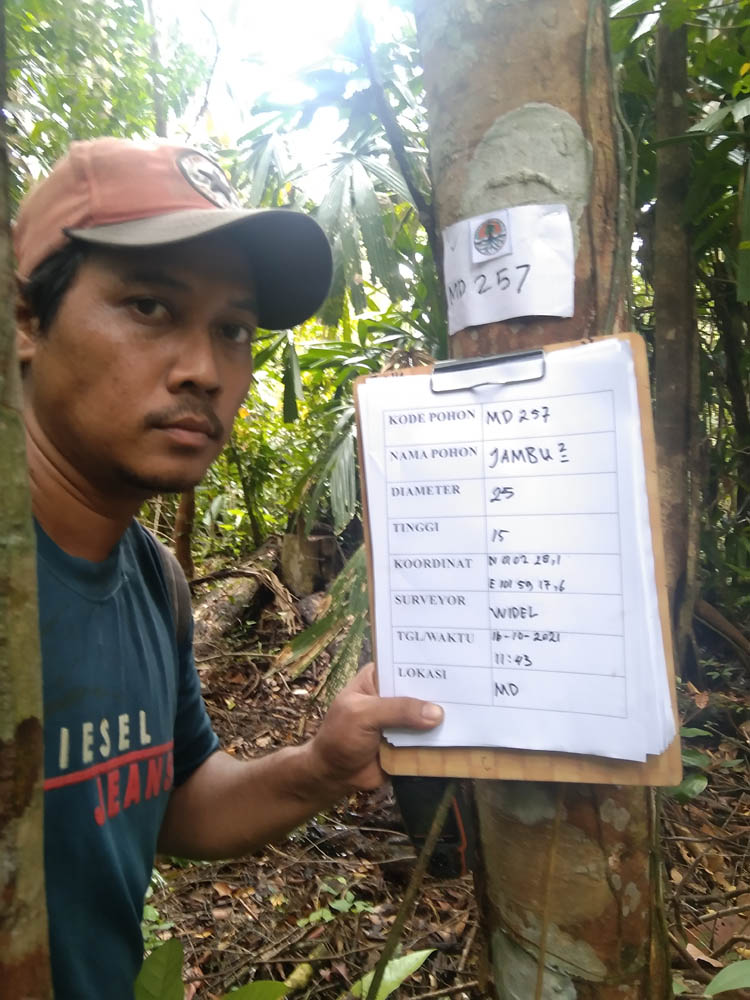 MD 257
KODE POHON MD 257
NAMA POHON JAMBU 2
DIAMETER 25
TINGGI 15
KOORDINAT N 01 02 28,1
E 101 59 17,6
SURVEYOR WIDEL
TGL/WAKTU 16-10-2021
11:43
LOKASI MD
IESEL
JEANS